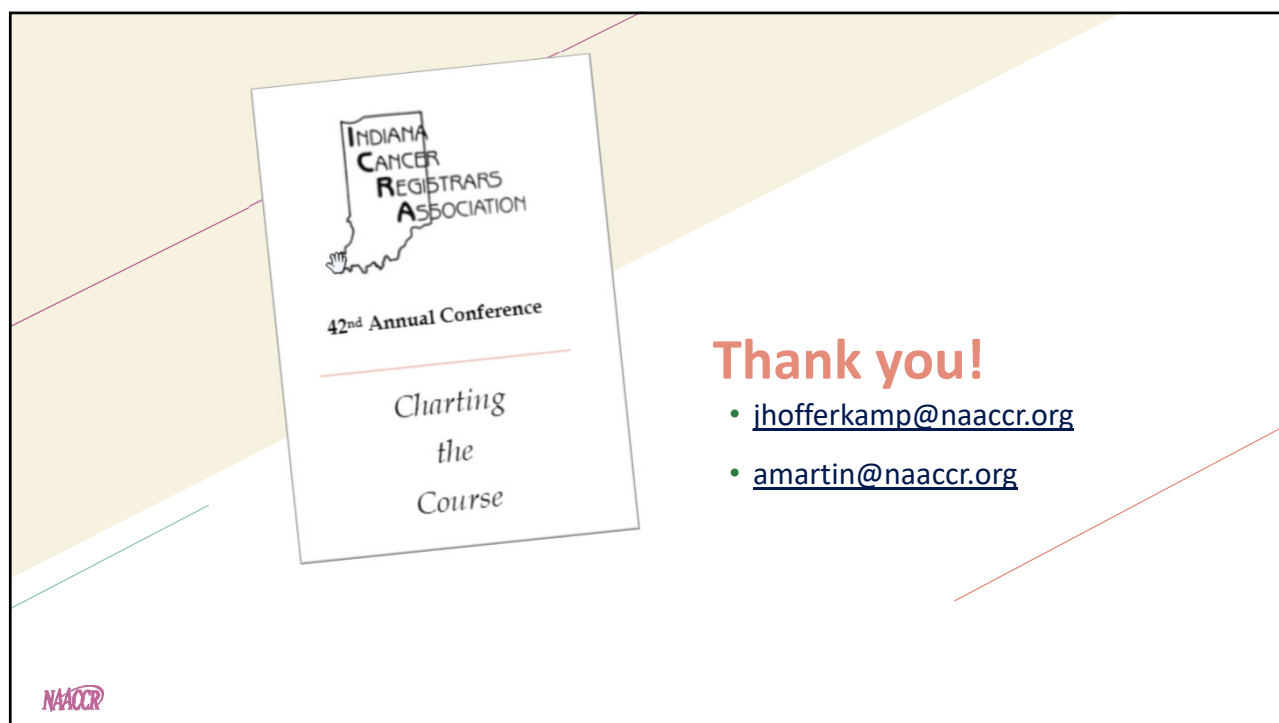 INDIANA
CANCER
REGISTRARS
ASSOCIATION
42nd Annual Conference
Charting
the
Course
Thank you!
• jhofferkamp@naaccr.org
• amartin@naaccr.org
NAACCR